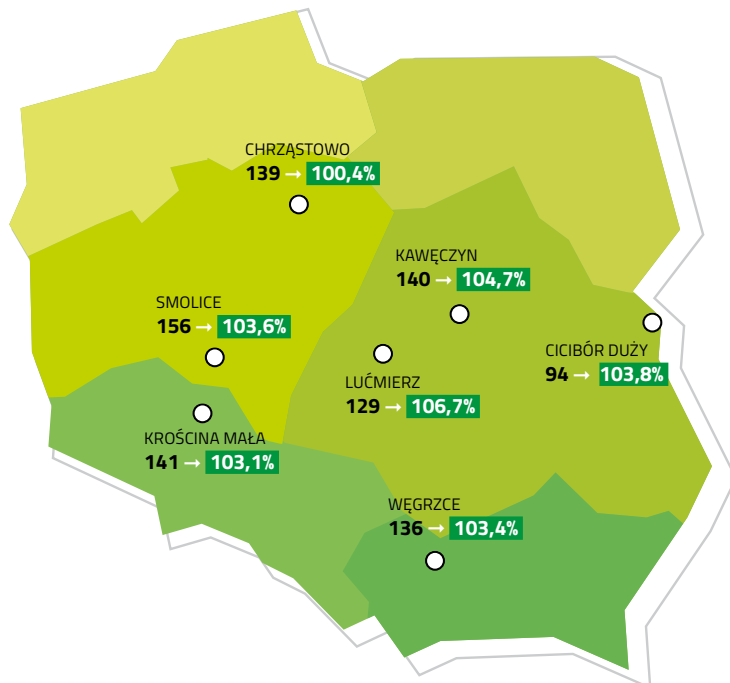 CHRZĄSTOWO
139 → 100,4%
KAWĘCZYN
140 → 104,7%
SMOLICE
156 → 103,6%
CICIBÓR DUŻY
94 → 103,8%
LUĆMIERZ
129 → 106,7%
KROŚCINA MAŁA
141 → 103,1%
WĘGRZCE
136 → 103,4%